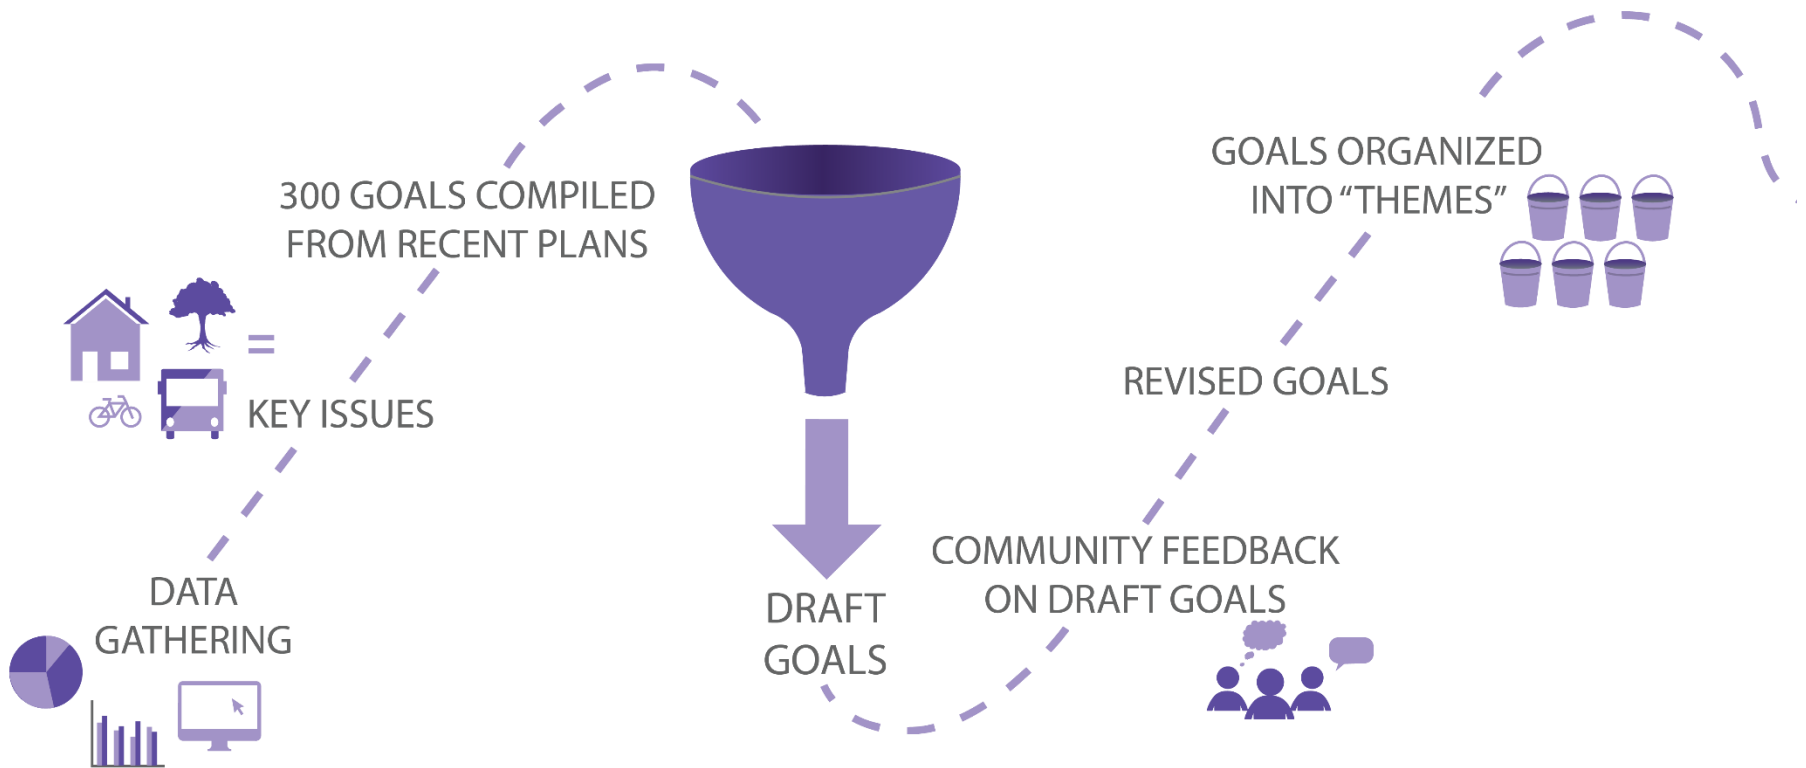 DATA
GATHERING
=
KEY ISSUES
300 GOALS COMPILED
FROM RECENT PLANS
DRAFT
GOALS
COMMUNITY FEEDBACK
ON DRAFT GOALS
REVISED GOALS
GOALS ORGANIZED
INTO “THEMES”